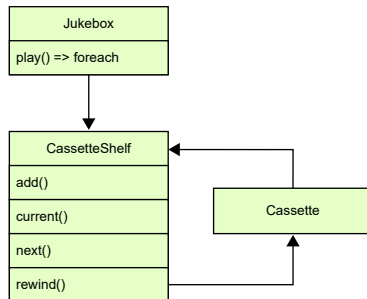 Jukebox
play() => foreach
CassetteShelf
add()
current()
Cassette
next()
rewind()